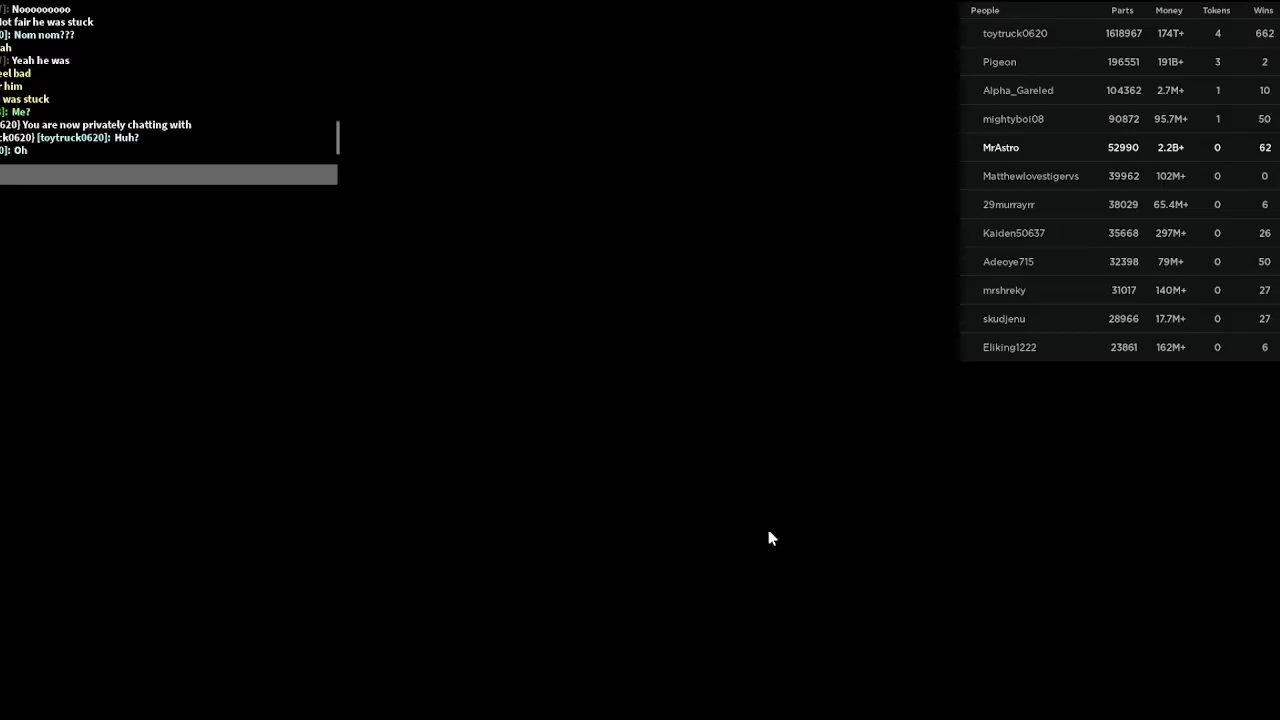 ]: Nooooooooo
ot fair he was stuck
0]: Nom nom???
ah
]: Yeah he was
eel bad
r him
was stuck
]: Me?
620} You are now privately chatting with
ck0620} [toytruck0620]: Huh?
0]: Oh
People Parts Money Tokens Wins
toytruck0620 1618967 174T+ 4 662
Pigeon 196551 191B+ 3 2
Alpha_Gareled 104362 2.7M+ 1 10
mightyboi08 90872 95.7M+ 1 50
MrAstro 52990 2.2B+ 0 62
Matthewlovestigervs 39962 102M+ 0 0
29murrayrr 38029 65.4M+ 0 6
Kaiden50637 35668 297M+ 0 26
Adeoye715 32398 79M+ 0 50
mrshreky 31017 140M+ 0 27
skudjenu 28966 17.7M+ 0 27
Eliking1222 23861 162M+ 0 6